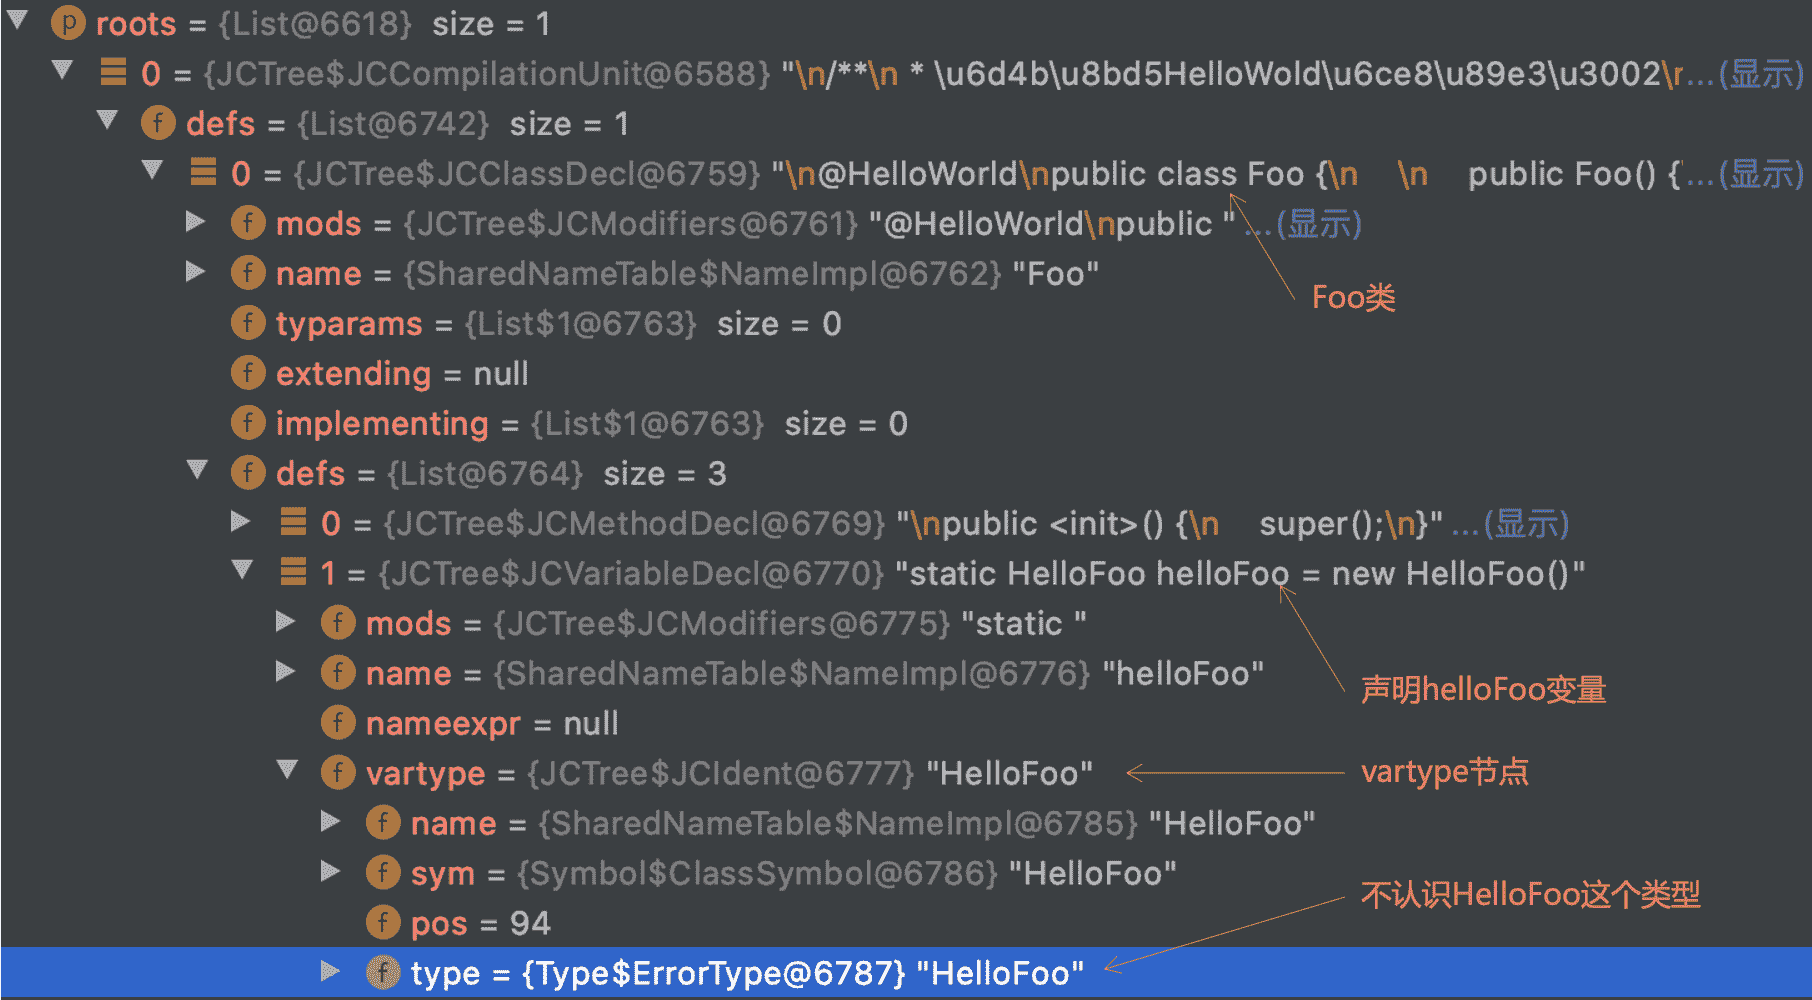 p roots = {List@6618} size = 1
0 = {JCTree$JCCompilationUnit@6588} "\n/**\n * \u6d4b\u8bd5HelloWold\u6ce8\u89e3\u3002\r...(显示)
f defs = {List@6742} size = 1
0 = {JCTree$JCClassDecl@6759} "\n@HelloWorld\npublic class Foo {\n    \n    public Foo() {'...(显示)
f mods = {JCTree$JCModifiers@6761} "@HelloWorld\npublic " ...(显示)
f name = {SharedNameTable$NameImpl@6762} "Foo"
Foo类
f typarams = {List$1@6763} size = 0
f extending = null
f implementing = {List$1@6763} size = 0
f defs = {List@6764} size = 3
0 = {JCTree$JCMethodDecl@6769} "\npublic <init>() {\n    super();\n}" ...(显示)
1 = {JCTree$JCVariableDecl@6770} "static HelloFoo helloFoo = new HelloFoo()"
f mods = {JCTree$JCModifiers@6775} "static "
f name = {SharedNameTable$NameImpl@6776} "helloFoo"
声明helloFoo变量
f nameexpr = null
f vartype = {JCTree$JCIdent@6777} "HelloFoo"
vartype节点
f name = {SharedNameTable$NameImpl@6785} "HelloFoo"
f sym = {Symbol$ClassSymbol@6786} "HelloFoo"
不认识HelloFoo这个类型
f pos = 94
f type = {Type$ErrorType@6787} "HelloFoo"